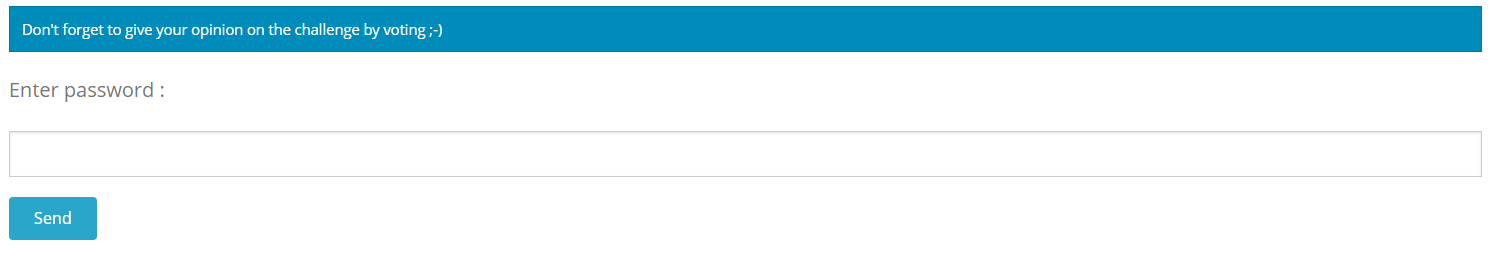 Don't forget to give your opinion on the challenge by voting ;-)
Enter password :
Send